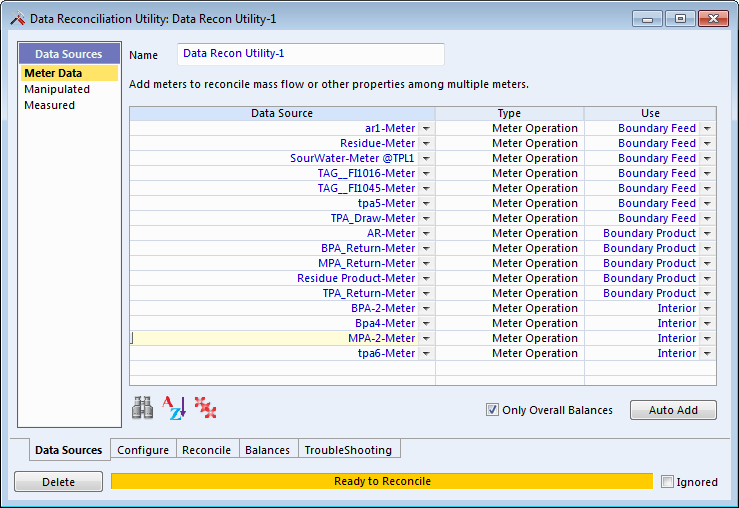 Data Reconciliation Utility: Data Recon Utility-1
Data Sources
Meter Data
Manipulated
Measured
Name Data Recon Utility-1
Add meters to reconcile mass flow or other properties among multiple meters.
Data Source Type Use
ar1-Meter Meter Operation Boundary Feed
Residue-Meter Meter Operation Boundary Feed
SourWater-Meter @TPL1 Meter Operation Boundary Feed
TAG__FI1016-Meter Meter Operation Boundary Feed
TAG__FI1045-Meter Meter Operation Boundary Feed
tpa5-Meter Meter Operation Boundary Feed
TPA_Draw-Meter Meter Operation Boundary Feed
AR-Meter Meter Operation Boundary Product
BPA_Return-Meter Meter Operation Boundary Product
MPA_Return-Meter Meter Operation Boundary Product
Residue Product-Meter Meter Operation Boundary Product
TPA_Return-Meter Meter Operation Boundary Product
BPA-2-Meter Meter Operation Interior
Bpa4-Meter Meter Operation Interior
MPA-2-Meter Meter Operation Interior
tpa6-Meter Meter Operation Interior
AZ Only Overall Balances Auto Add
Data Sources Configure Reconcile Balances TroubleShooting
Delete Ready to Reconcile Ignored